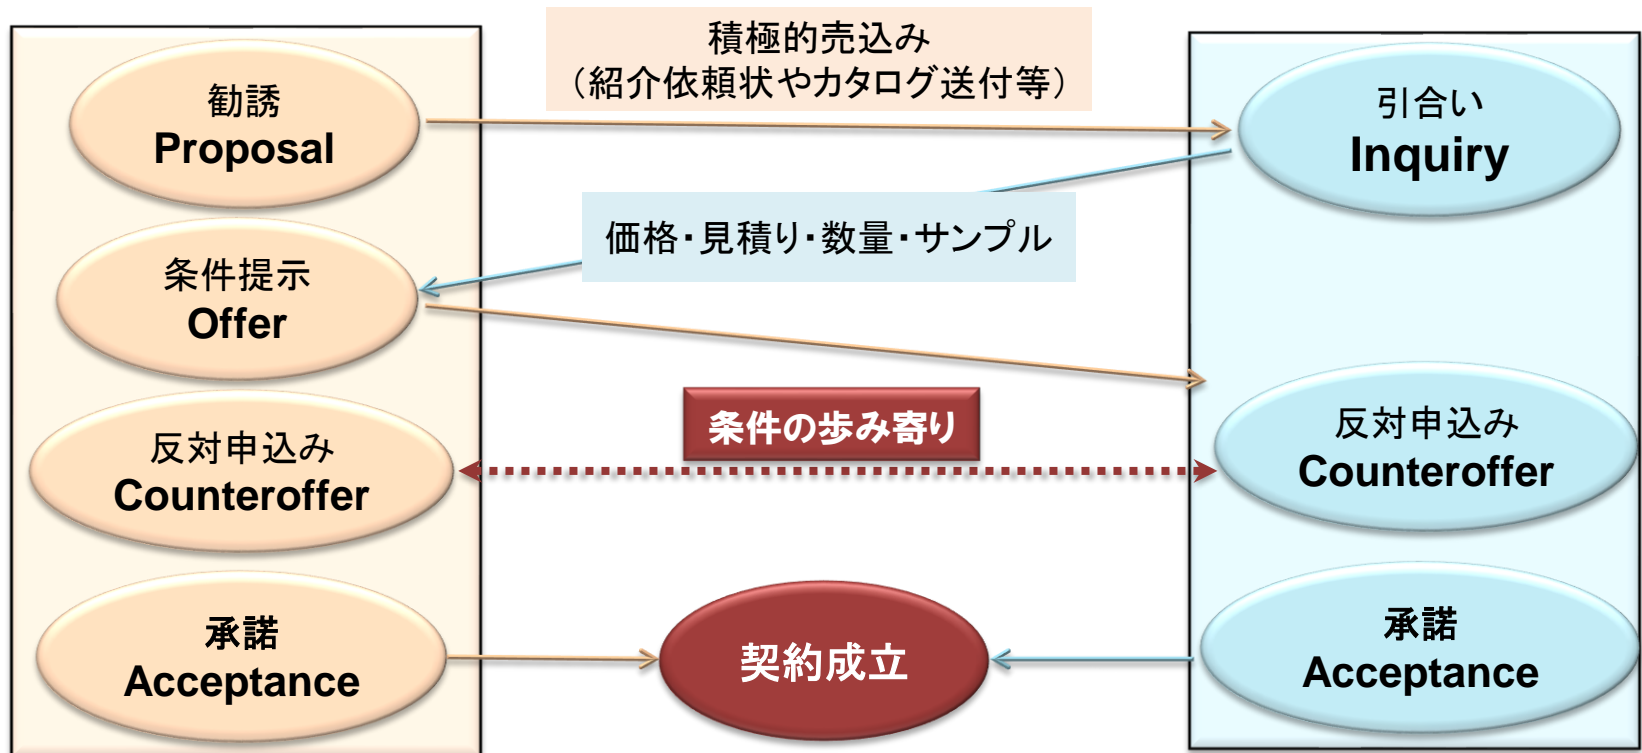 積極的売込み
（紹介依頼状やカタログ送付等）
勧誘
Proposal
引合い
Inquiry
価格・見積り・数量・サンプル
条件提示
Offer
条件の歩み寄り
反対申込み
Counteroffer
反対申込み
Counteroffer
承諾
Acceptance
契約成立
承諾
Acceptance